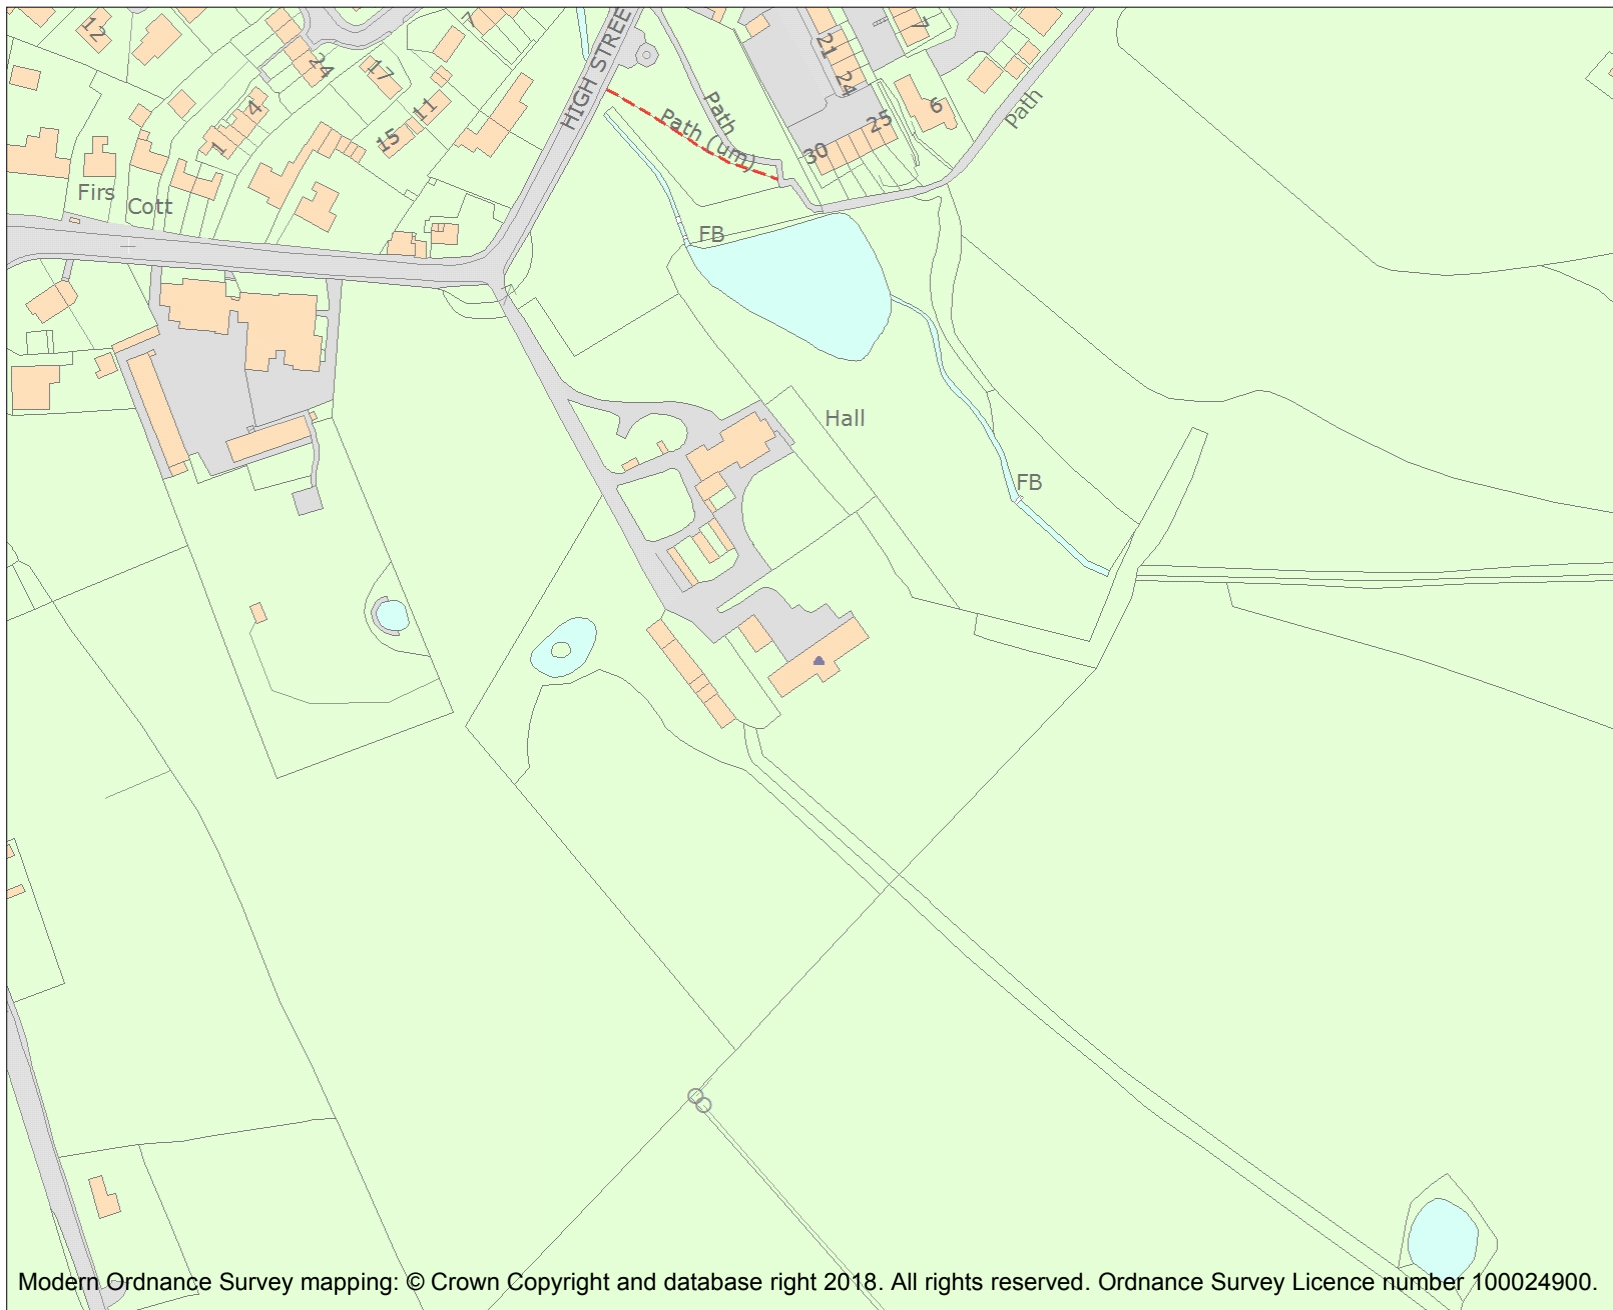 12
24
17
7
HIGH STREET
21
24
7
6
Path
Path
Path (um)
25
30
4
1
11
15
Firs
Cott
FB
Hall
FB
Modern Ordnance Survey mapping: © Crown Copyright and database right 2018. All rights reserved. Ordnance Survey Licence number 100024900.